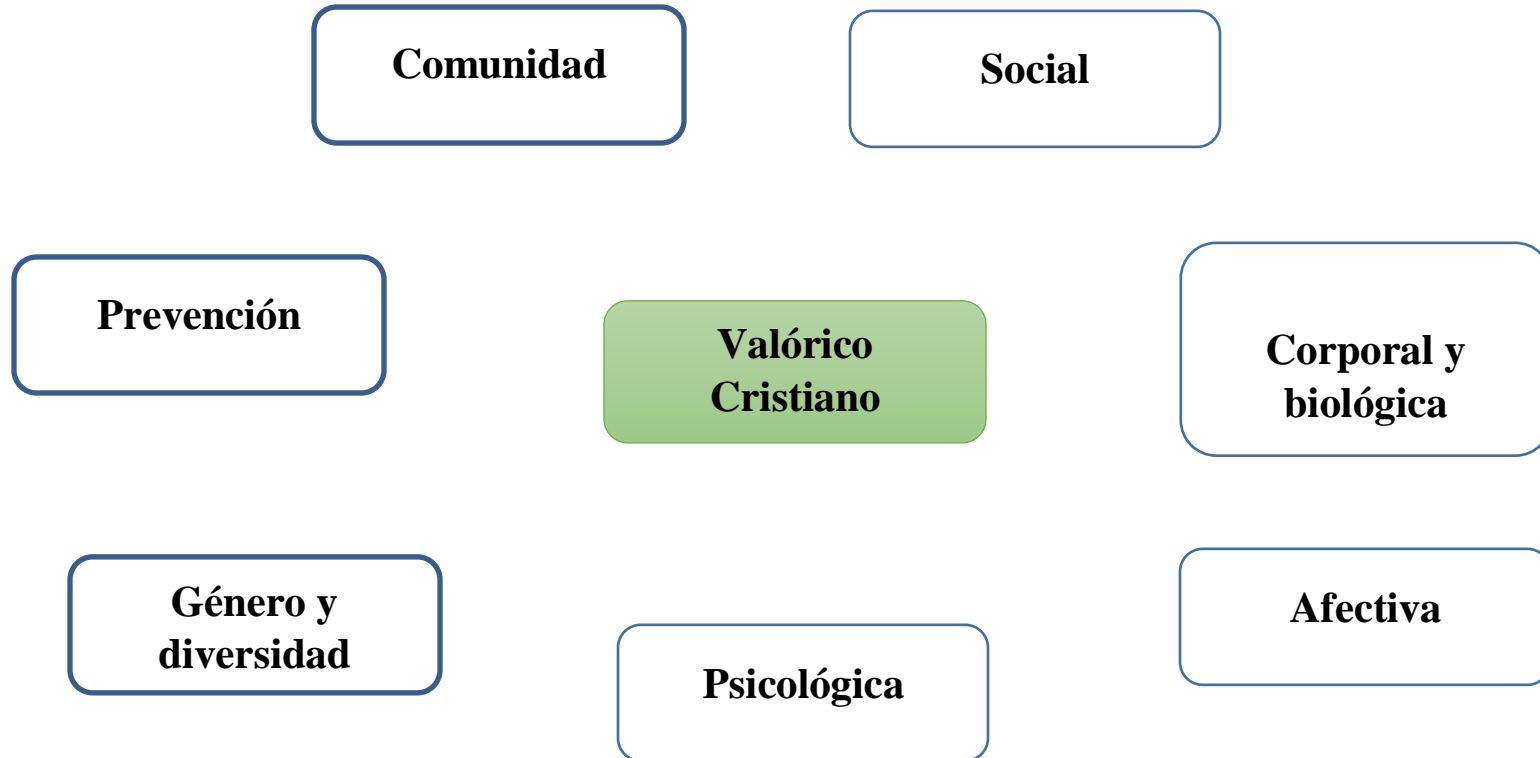 Comunidad
Social
Prevención
Valórico
Cristiano
Corporal y
biológica
Género y
diversidad
Afectiva
Psicológica